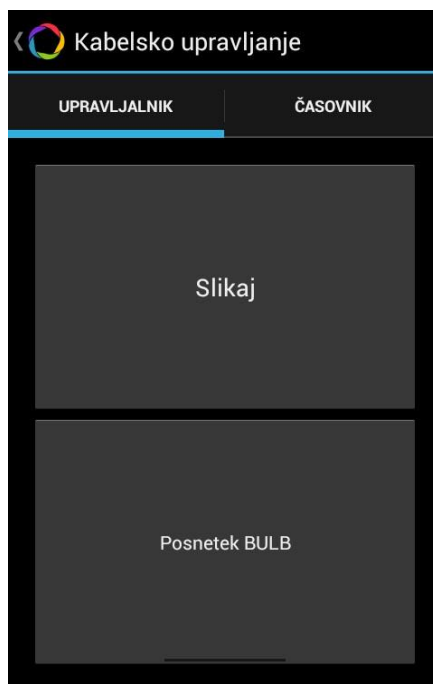 Kabelsko upravljanje
UPRAVLJALNIK
ČASOVNIK
Slikaj
Posnetek BULB